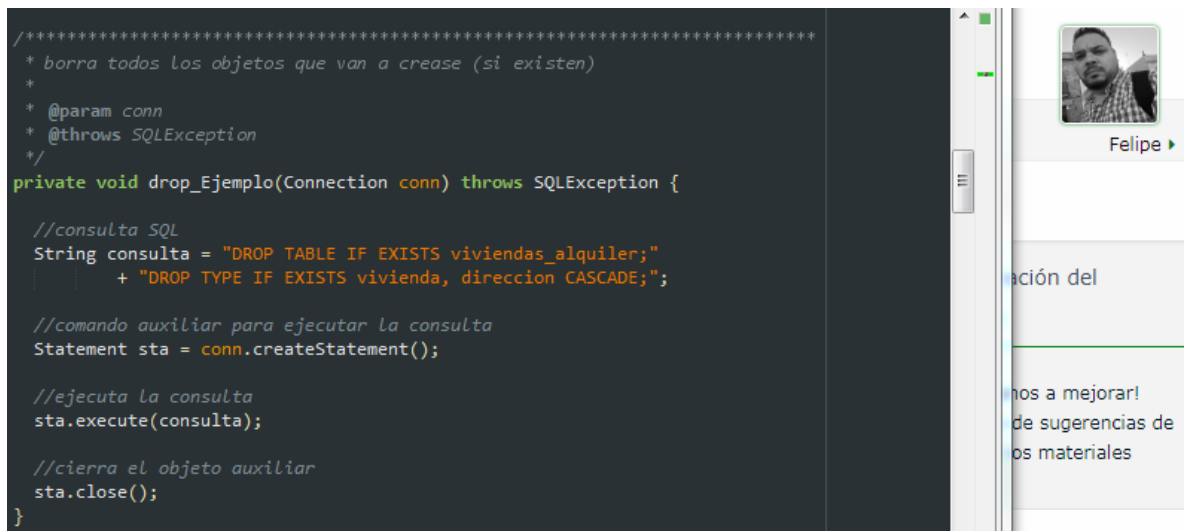 /****************************************************************************
* borra todos los objetos que van a crease (si existen)
*
* @param conn
* @throws SQLException
*/
private void drop_Ejemplo(Connection conn) throws SQLException {
//consulta SQL
String consulta = "DROP TABLE IF EXISTS viviendas_alquiler;"
+ "DROP TYPE IF EXISTS vivienda, direccion CASCADE;";
//comando auxiliar para ejecutar la consulta
Statement sta = conn.createStatement();
//ejecuta la consulta
sta.execute(consulta);
//cierra el objeto auxiliar
sta.close();
}
Felipe
ación del
nos a mejorar!
de sugerencias de
os materiales